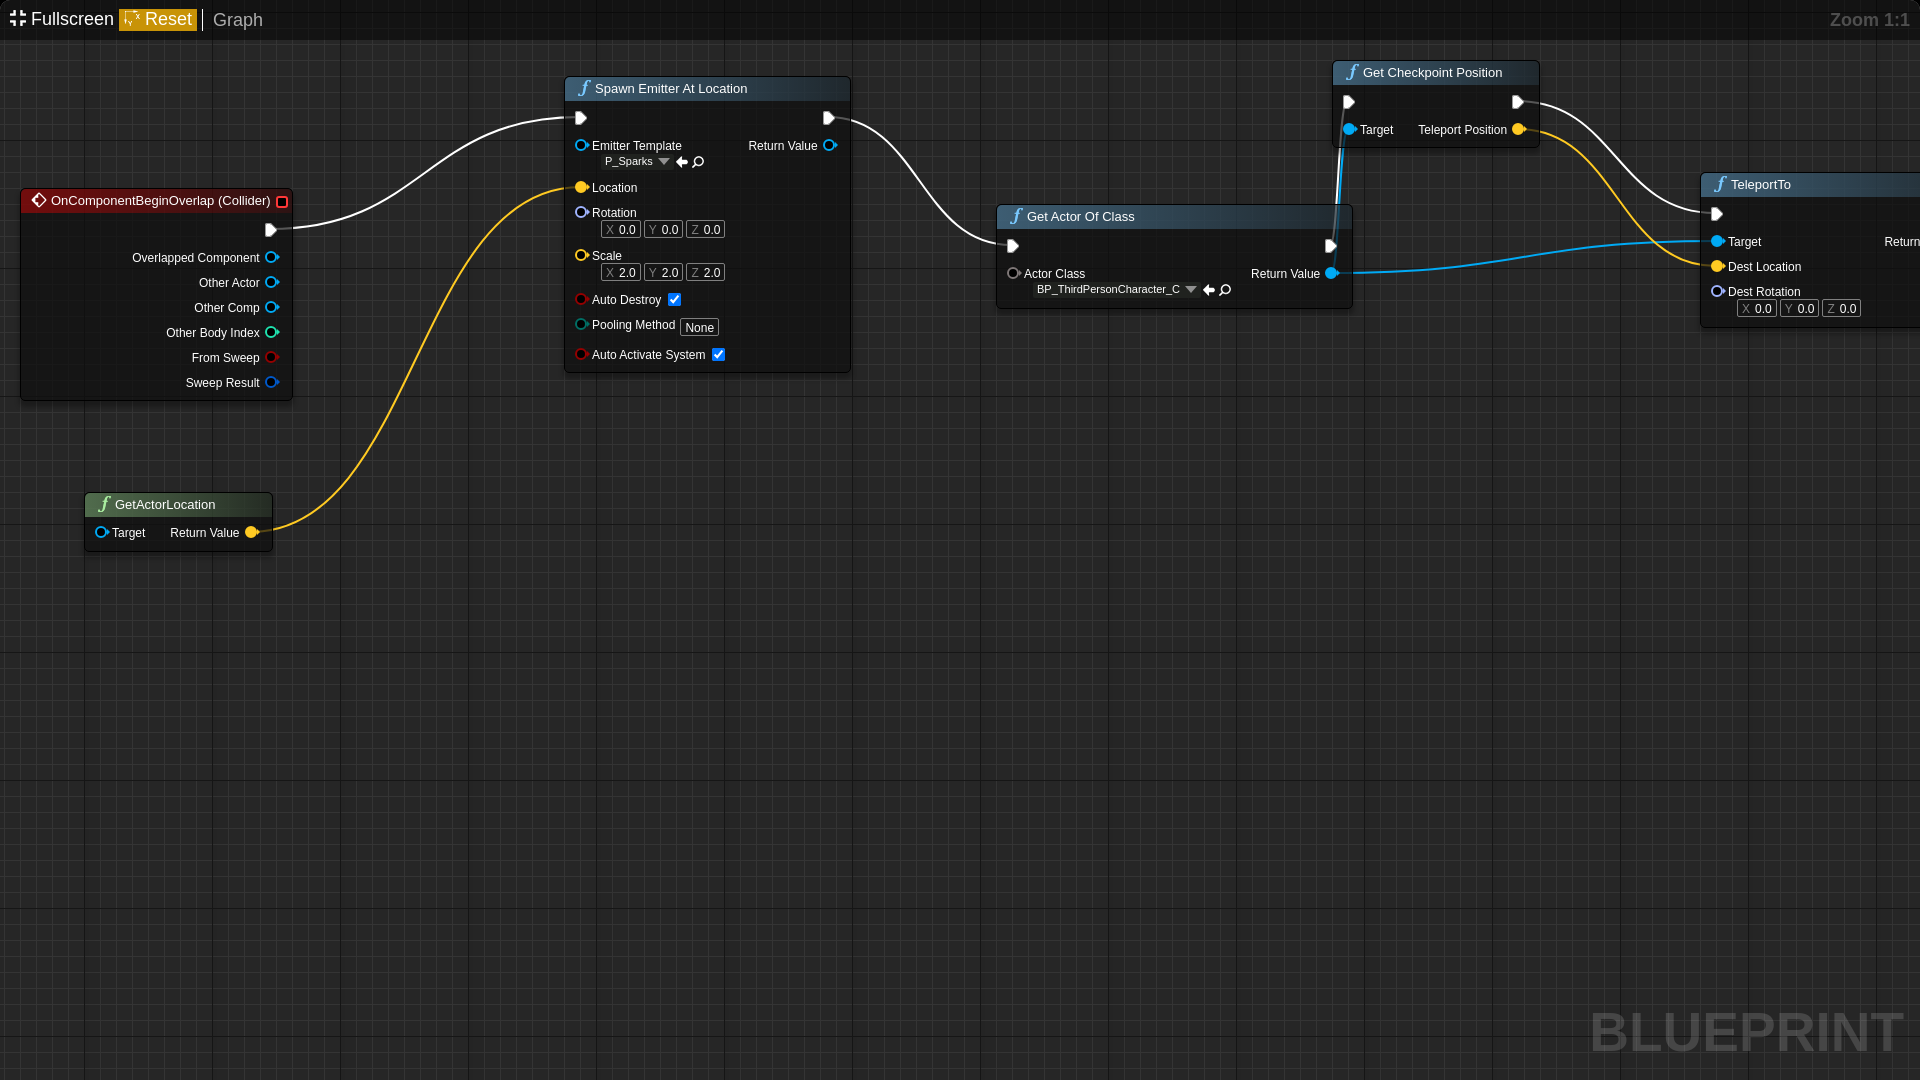 Fullscreen Reset Graph
Zoom 1:1
Get Checkpoint Position
Target Teleport Position
Spawn Emitter At Location
Emitter Template Return Value
P_Sparks
Location
Rotation
X 0.0 Y 0.0 Z 0.0
Scale
X 2.0 Y 2.0 Z 2.0
Auto Destroy
Pooling Method None
Auto Activate System
TeleportTo
Target Return
Dest Location
Dest Rotation
X 0.0 Y 0.0 Z 0.0
OnComponentBeginOverlap (Collider)
Overlapped Component
Other Actor
Other Comp
Other Body Index
From Sweep
Sweep Result
Get Actor Of Class
Actor Class Return Value
BP_ThirdPersonCharacter_C
GetActorLocation
Target Return Value
BLUEPRINT